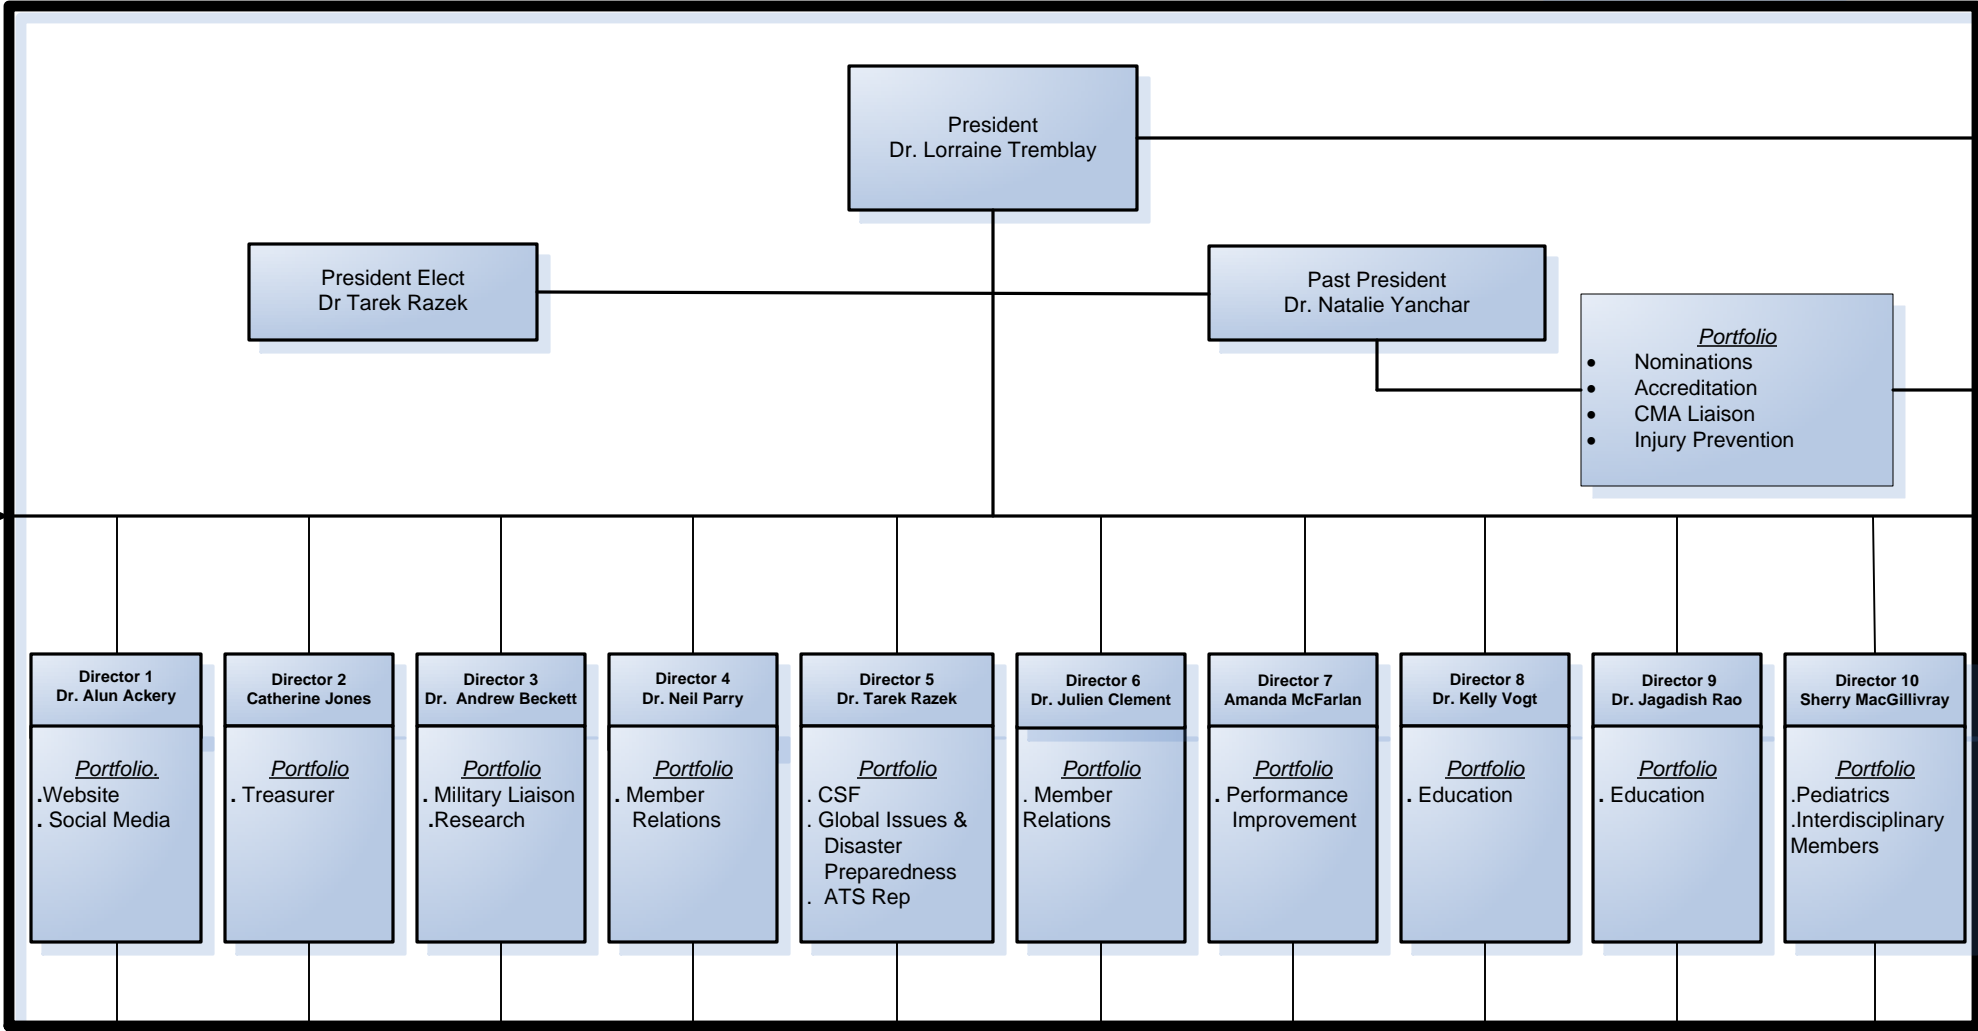 President
Dr. Lorraine Tremblay
President Elect
Dr Tarek Razek
Past President
Dr. Natalie Yanchar
Portfolio
• Nominations
• Accreditation
• CMA Liaison
• Injury Prevention
Director 1
Dr. Alun Ackery
Portfolio.
.Website
. Social Media
Director 2
Catherine Jones
Portfolio
. Treasurer
Director 3
Dr. Andrew Beckett
Portfolio
. Military Liaison
.Research
Director 4
Dr. Neil Parry
Portfolio
. Member
Relations
Director 5
Dr. Tarek Razek
Portfolio
. CSF
. Global Issues &
Disaster
Preparedness
. ATS Rep
Director 6
Dr. Julien Clement
Portfolio
. Member
Relations
Director 7
Amanda McFarlan
Portfolio
. Performance
Improvement
Director 8
Dr. Kelly Vogt
Portfolio
. Education
Director 9
Dr. Jagadish Rao
Portfolio
. Education
Director 10
Sherry MacGillivray
Portfolio
.Pediatrics
.Interdisciplinary
Members